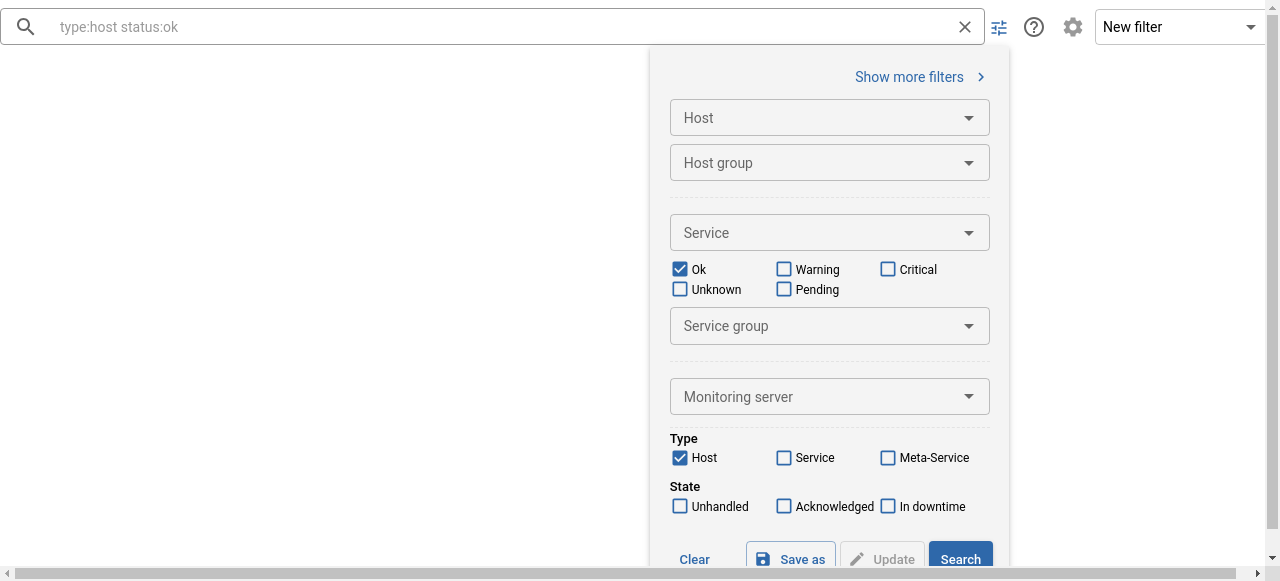 type:host status:ok
New filter
Show more filters
Host
Host group
Service
Ok Warning Critical
Unknown Pending
Service group
Monitoring server
Type
Host Service Meta-Service
State
Unhandled Acknowledged In downtime
Clear Save as Update Search